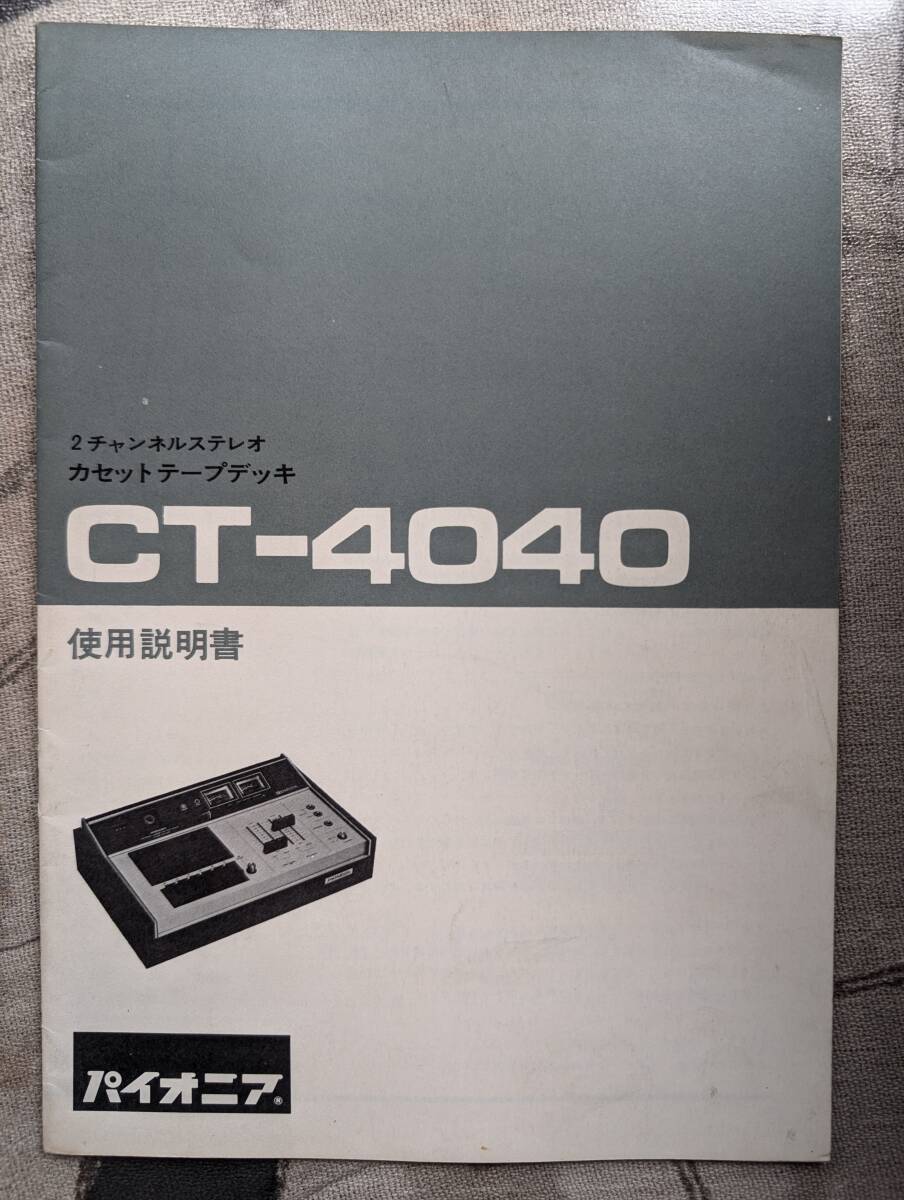 2チャンネルステレオ
カセットテープデッキ
CT-4040
使用説明書
パイオニア®